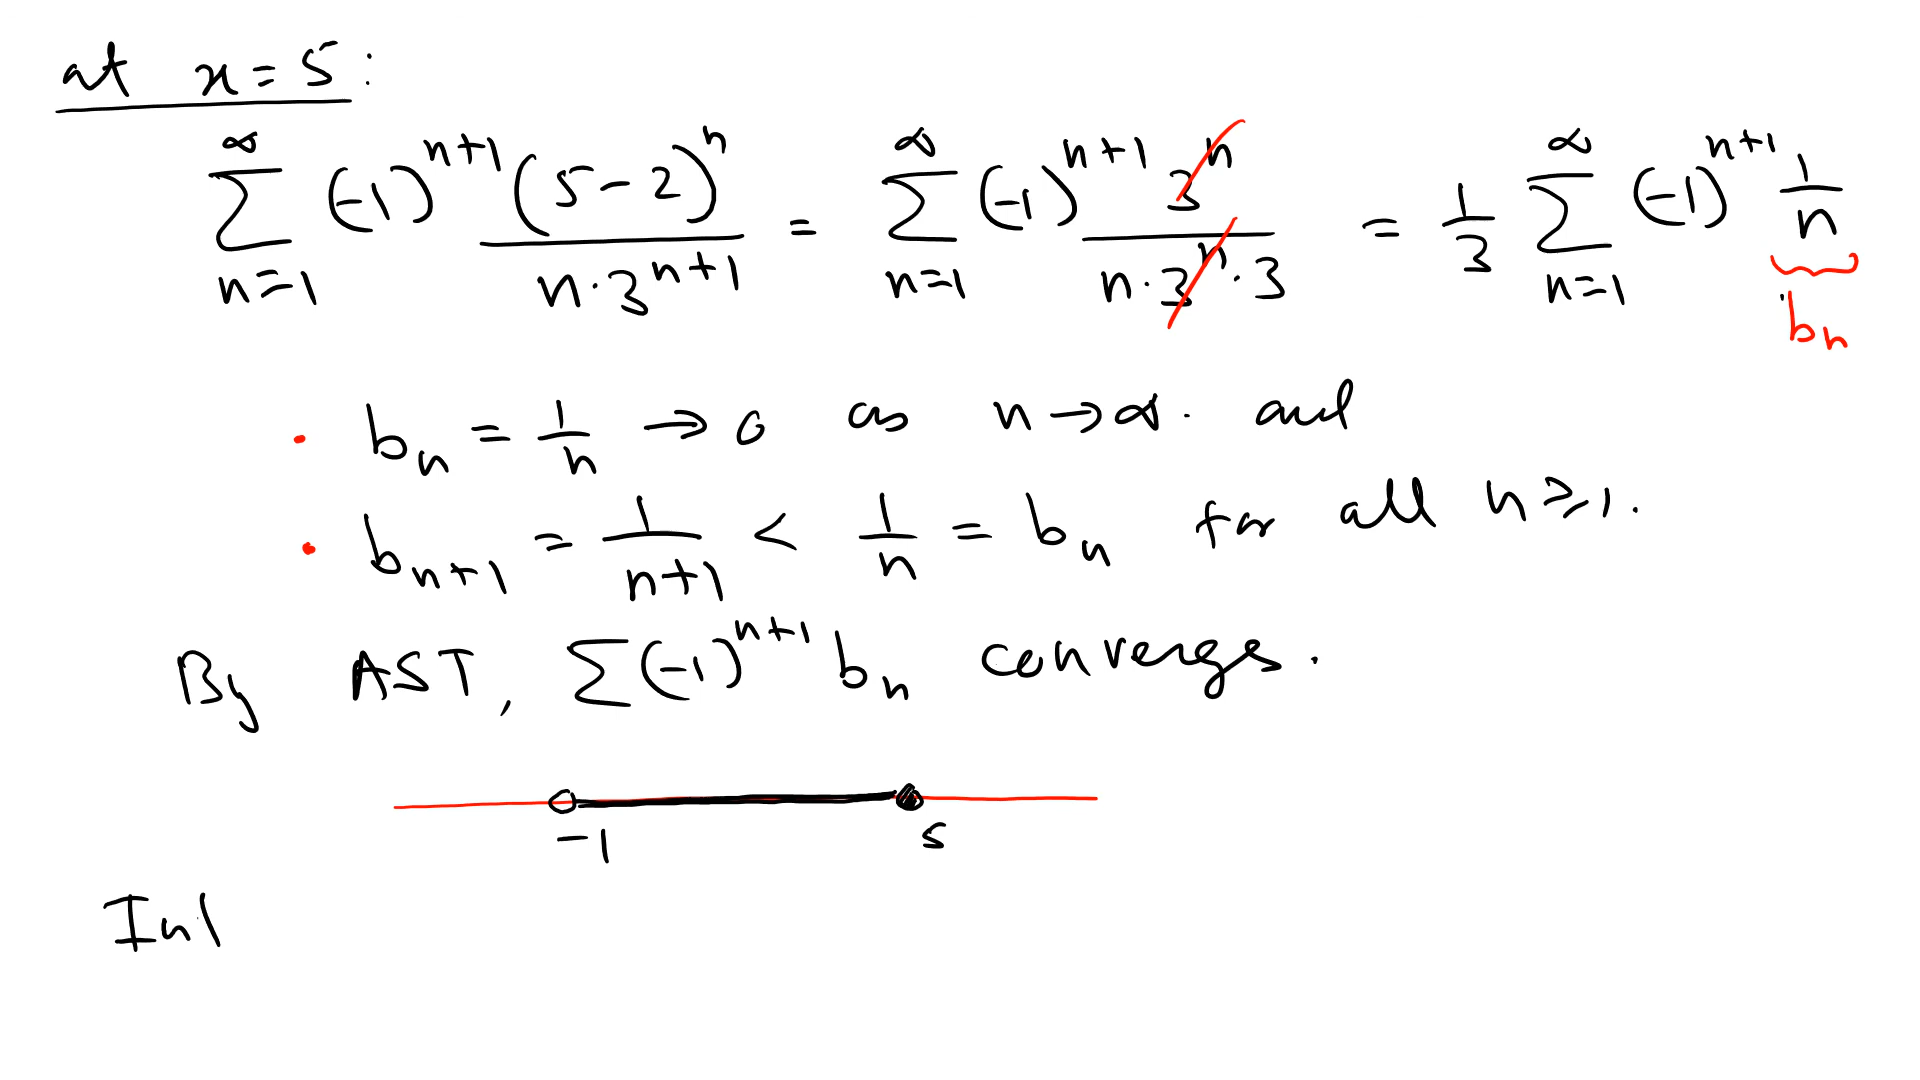 at x = 5:
∑_{n=1}^{∞} (-1)^{n+1} (5-2)^n / (n·3^{n+1}) = ∑_{n=1}^{∞} (-1)^{n+1} 3^n / (n·3^n·3) = 1/3 ∑_{n=1}^{∞} (-1)^{n+1} 1/n
b_n
• b_n = 1/n → 0 as n → ∞. and
• b_{n+1} = 1/(n+1) < 1/n = b_n for all n ≥ 1.
By AST, ∑(-1)^{n+1} b_n converges.
-1 5
Inl